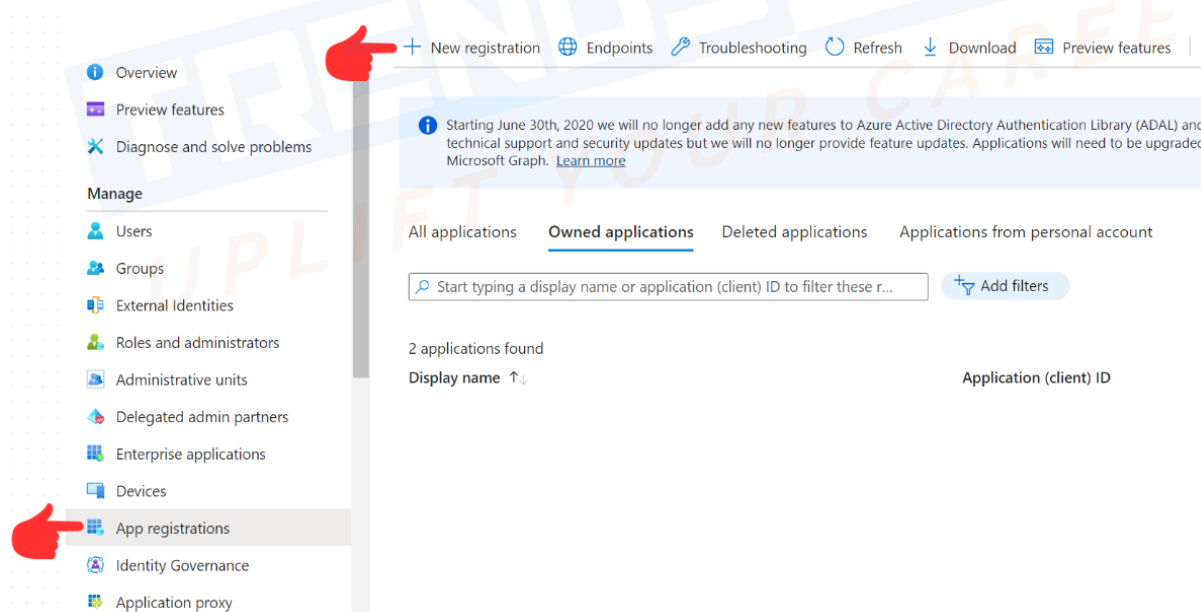 New registration
Endpoints
Troubleshooting
Refresh
Download
Preview features
Overview
Preview features
Diagnose and solve problems
Manage
Users
Groups
External Identities
Roles and administrators
Administrative units
Delegated admin partners
Enterprise applications
Devices
App registrations
Identity Governance
Application proxy
Starting June 30th, 2020 we will no longer add any new features to Azure Active Directory Authentication Library (ADAL) and
technical support and security updates but we will no longer provide feature updates. Applications will need to be upgraded
Microsoft Graph. Learn more
All applications
Owned applications
Deleted applications
Applications from personal account
Start typing a display name or application (client) ID to filter these r...
Add filters
2 applications found
Display name
Application (client) ID
UPLIFT YOUR CAREE